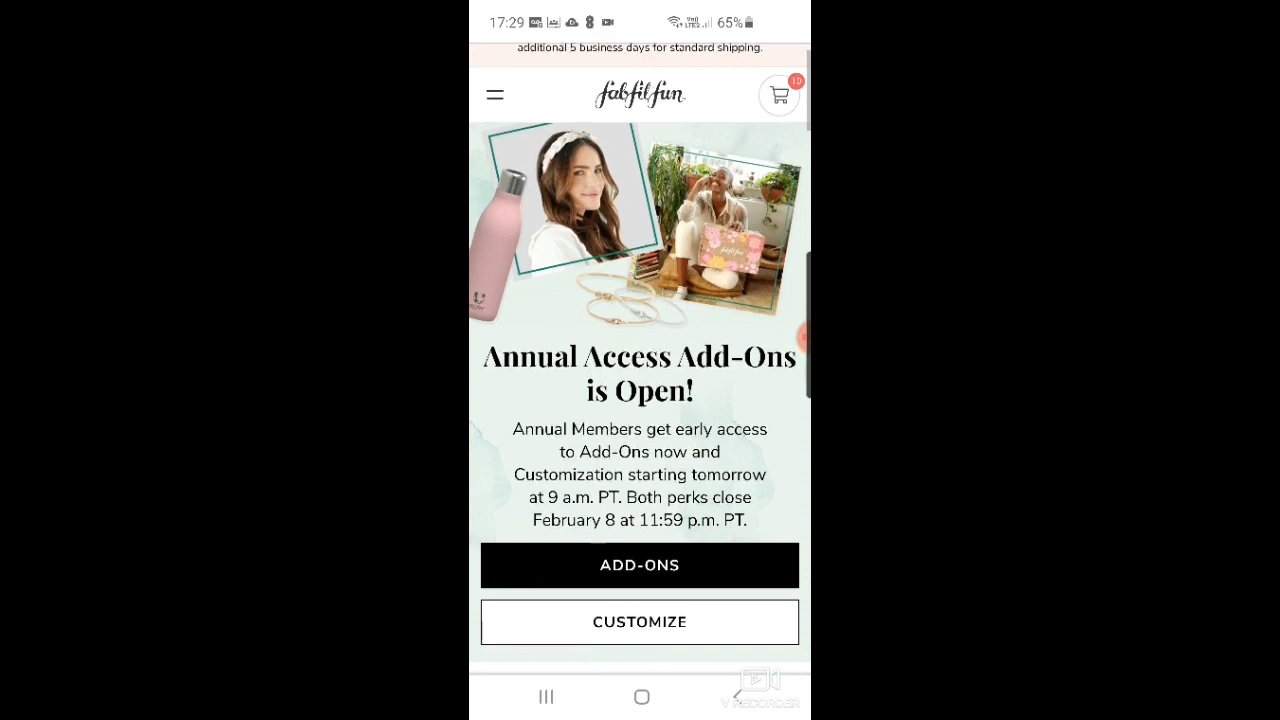 17:29 65%
additional 5 business days for standard shipping.
fabfitfun
10
Annual Access Add-Ons
is Open!
Annual Members get early access
to Add-Ons now and
Customization starting tomorrow
at 9 a.m. PT. Both perks close
February 8 at 11:59 p.m. PT.
ADD-ONS
CUSTOMIZE